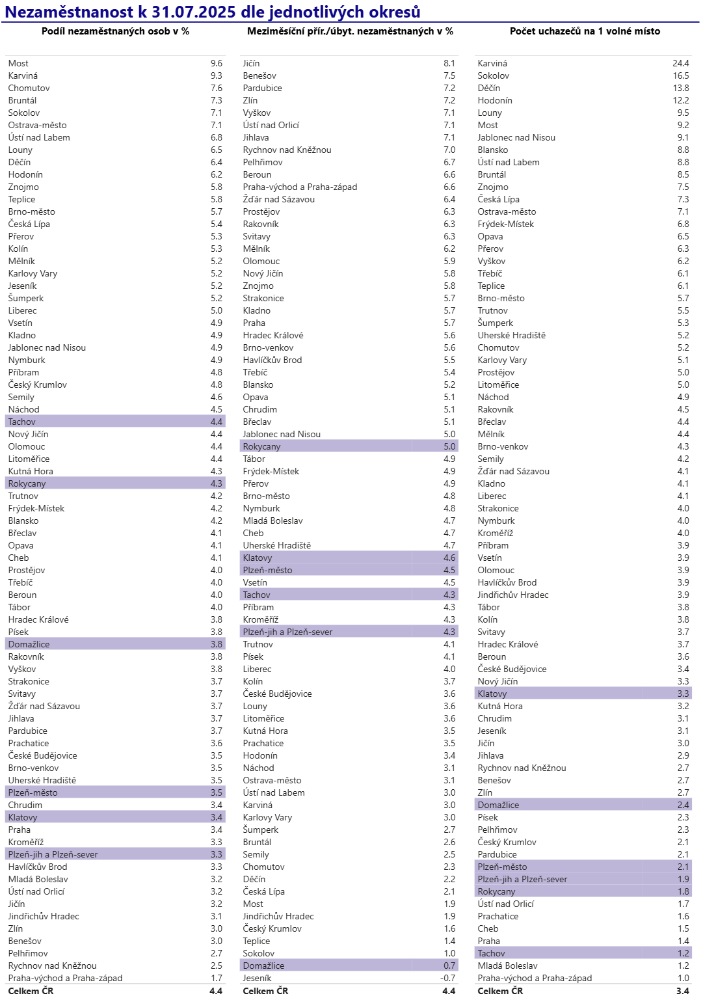 Nezaměstnanost k 31.07.2025 dle jednotlivých okresů
Podíl nezaměstnaných osob v % Meziměsíční přír./úbyt. nezaměstnaných v % Počet uchazečů na 1 volné místo
Most 9.6 Jičín 8.1 Karviná 24.4
Karviná 9.3 Benešov 7.5 Sokolov 16.5
Chomutov 7.6 Pardubice 7.2 Děčín 13.8
Bruntál 7.3 Zlín 7.2 Hodonín 12.2
Sokolov 7.1 Vyškov 7.1 Louny 9.5
Ostrava-město 7.1 Ústí nad Orlicí 7.1 Most 9.2
Ústí nad Labem 6.8 Jihlava 7.1 Jablonec nad Nisou 9.1
Louny 6.5 Rychnov nad Kněžnou 7.0 Blansko 8.8
Děčín 6.4 Pelhřimov 6.7 Ústí nad Labem 8.8
Hodonín 6.2 Beroun 6.6 Bruntál 8.5
Znojmo 5.8 Praha-východ a Praha-západ 6.6 Znojmo 7.5
Teplice 5.8 Žďár nad Sázavou 6.4 Česká Lípa 7.3
Brno-město 5.7 Prostějov 6.3 Ostrava-město 7.1
Česká Lípa 5.4 Rakovník 6.3 Frýdek-Místek 6.8
Přerov 5.3 Svitavy 6.3 Opava 6.5
Kolín 5.3 Mělník 6.2 Přerov 6.3
Mělník 5.2 Olomouc 5.9 Vyškov 6.2
Karlovy Vary 5.2 Nový Jičín 5.8 Třebíč 6.1
Jeseník 5.2 Znojmo 5.8 Teplice 6.1
Šumperk 5.2 Strakonice 5.7 Brno-město 5.7
Liberec 5.0 Kladno 5.7 Trutnov 5.5
Vsetín 4.9 Praha 5.7 Šumperk 5.3
Kladno 4.9 Hradec Králové 5.6 Uherské Hradiště 5.2
Jablonec nad Nisou 4.9 Brno-venkov 5.6 Chomutov 5.2
Nymburk 4.9 Havlíčkův Brod 5.5 Karlovy Vary 5.1
Příbram 4.8 Třebíč 5.4 Prostějov 5.0
Český Krumlov 4.8 Blansko 5.2 Litoměřice 5.0
Semily 4.6 Opava 5.1 Náchod 4.9
Náchod 4.5 Chrudim 5.1 Rakovník 4.5
Tachov 4.4 Břeclav 5.1 Břeclav 4.4
Nový Jičín 4.4 Jablonec nad Nisou 5.0 Mělník 4.4
Olomouc 4.4 Rokycany 5.0 Brno-venkov 4.3
Litoměřice 4.4 Tábor 4.9 Semily 4.2
Kutná Hora 4.3 Frýdek-Místek 4.9 Žďár nad Sázavou 4.1
Rokycany 4.3 Přerov 4.9 Kladno 4.1
Trutnov 4.2 Brno-město 4.8 Liberec 4.1
Frýdek-Místek 4.2 Nymburk 4.8 Strakonice 4.0
Blansko 4.2 Mladá Boleslav 4.7 Nymburk 4.0
Břeclav 4.1 Cheb 4.7 Kroměříž 4.0
Opava 4.1 Uherské Hradiště 4.7 Příbram 3.9
Cheb 4.1 Klatovy 4.6 Vsetín 3.9
Prostějov 4.0 Plzeň-město 4.5 Olomouc 3.9
Třebíč 4.0 Vsetín 4.5 Havlíčkův Brod 3.9
Beroun 4.0 Tachov 4.3 Jindřichův Hradec 3.9
Tábor 4.0 Příbram 4.3 Tábor 3.8
Hradec Králové 3.8 Kroměříž 4.3 Kolín 3.8
Písek 3.8 Plzeň-jih a Plzeň-sever 4.3 Svitavy 3.7
Domažlice 3.8 Trutnov 4.1 Hradec Králové 3.7
Rakovník 3.8 Písek 4.1 Beroun 3.6
Vyškov 3.8 Liberec 4.0 České Budějovice 3.4
Strakonice 3.7 Kolín 3.7 Nový Jičín 3.3
Svitavy 3.7 České Budějovice 3.6 Klatovy 3.3
Žďár nad Sázavou 3.7 Louny 3.6 Kutná Hora 3.2
Jihlava 3.7 Litoměřice 3.6 Chrudim 3.1
Pardubice 3.7 Kutná Hora 3.5 Jeseník 3.1
Prachatice 3.6 Prachatice 3.5 Jičín 3.0
České Budějovice 3.5 Hodonín 3.4 Jihlava 2.9
Brno-venkov 3.5 Náchod 3.1 Rychnov nad Kněžnou 2.7
Uherské Hradiště 3.5 Ostrava-město 3.1 Benešov 2.7
Plzeň-město 3.5 Ústí nad Labem 3.0 Zlín 2.7
Chrudim 3.4 Karviná 3.0 Domažlice 2.4
Klatovy 3.4 Karlovy Vary 3.0 Písek 2.3
Praha 3.4 Šumperk 2.7 Pelhřimov 2.3
Kroměříž 3.3 Bruntál 2.6 Český Krumlov 2.1
Plzeň-jih a Plzeň-sever 3.3 Semily 2.5 Pardubice 2.1
Havlíčkův Brod 3.3 Chomutov 2.3 Plzeň-město 2.1
Mladá Boleslav 3.2 Děčín 2.2 Plzeň-jih a Plzeň-sever 1.9
Ústí nad Orlicí 3.2 Česká Lípa 2.1 Rokycany 1.8
Jičín 3.2 Most 1.9 Ústí nad Orlicí 1.7
Jindřichův Hradec 3.1 Jindřichův Hradec 1.9 Prachatice 1.6
Zlín 3.0 Český Krumlov 1.6 Cheb 1.5
Benešov 3.0 Teplice 1.4 Praha 1.4
Pelhřimov 2.7 Sokolov 1.0 Tachov 1.2
Rychnov nad Kněžnou 2.5 Domažlice 0.7 Mladá Boleslav 1.2
Praha-východ a Praha-západ 1.7 Jeseník -0.7 Praha-východ a Praha-západ 1.0
Celkem ČR 4.4 Celkem ČR 4.4 Celkem ČR 3.4